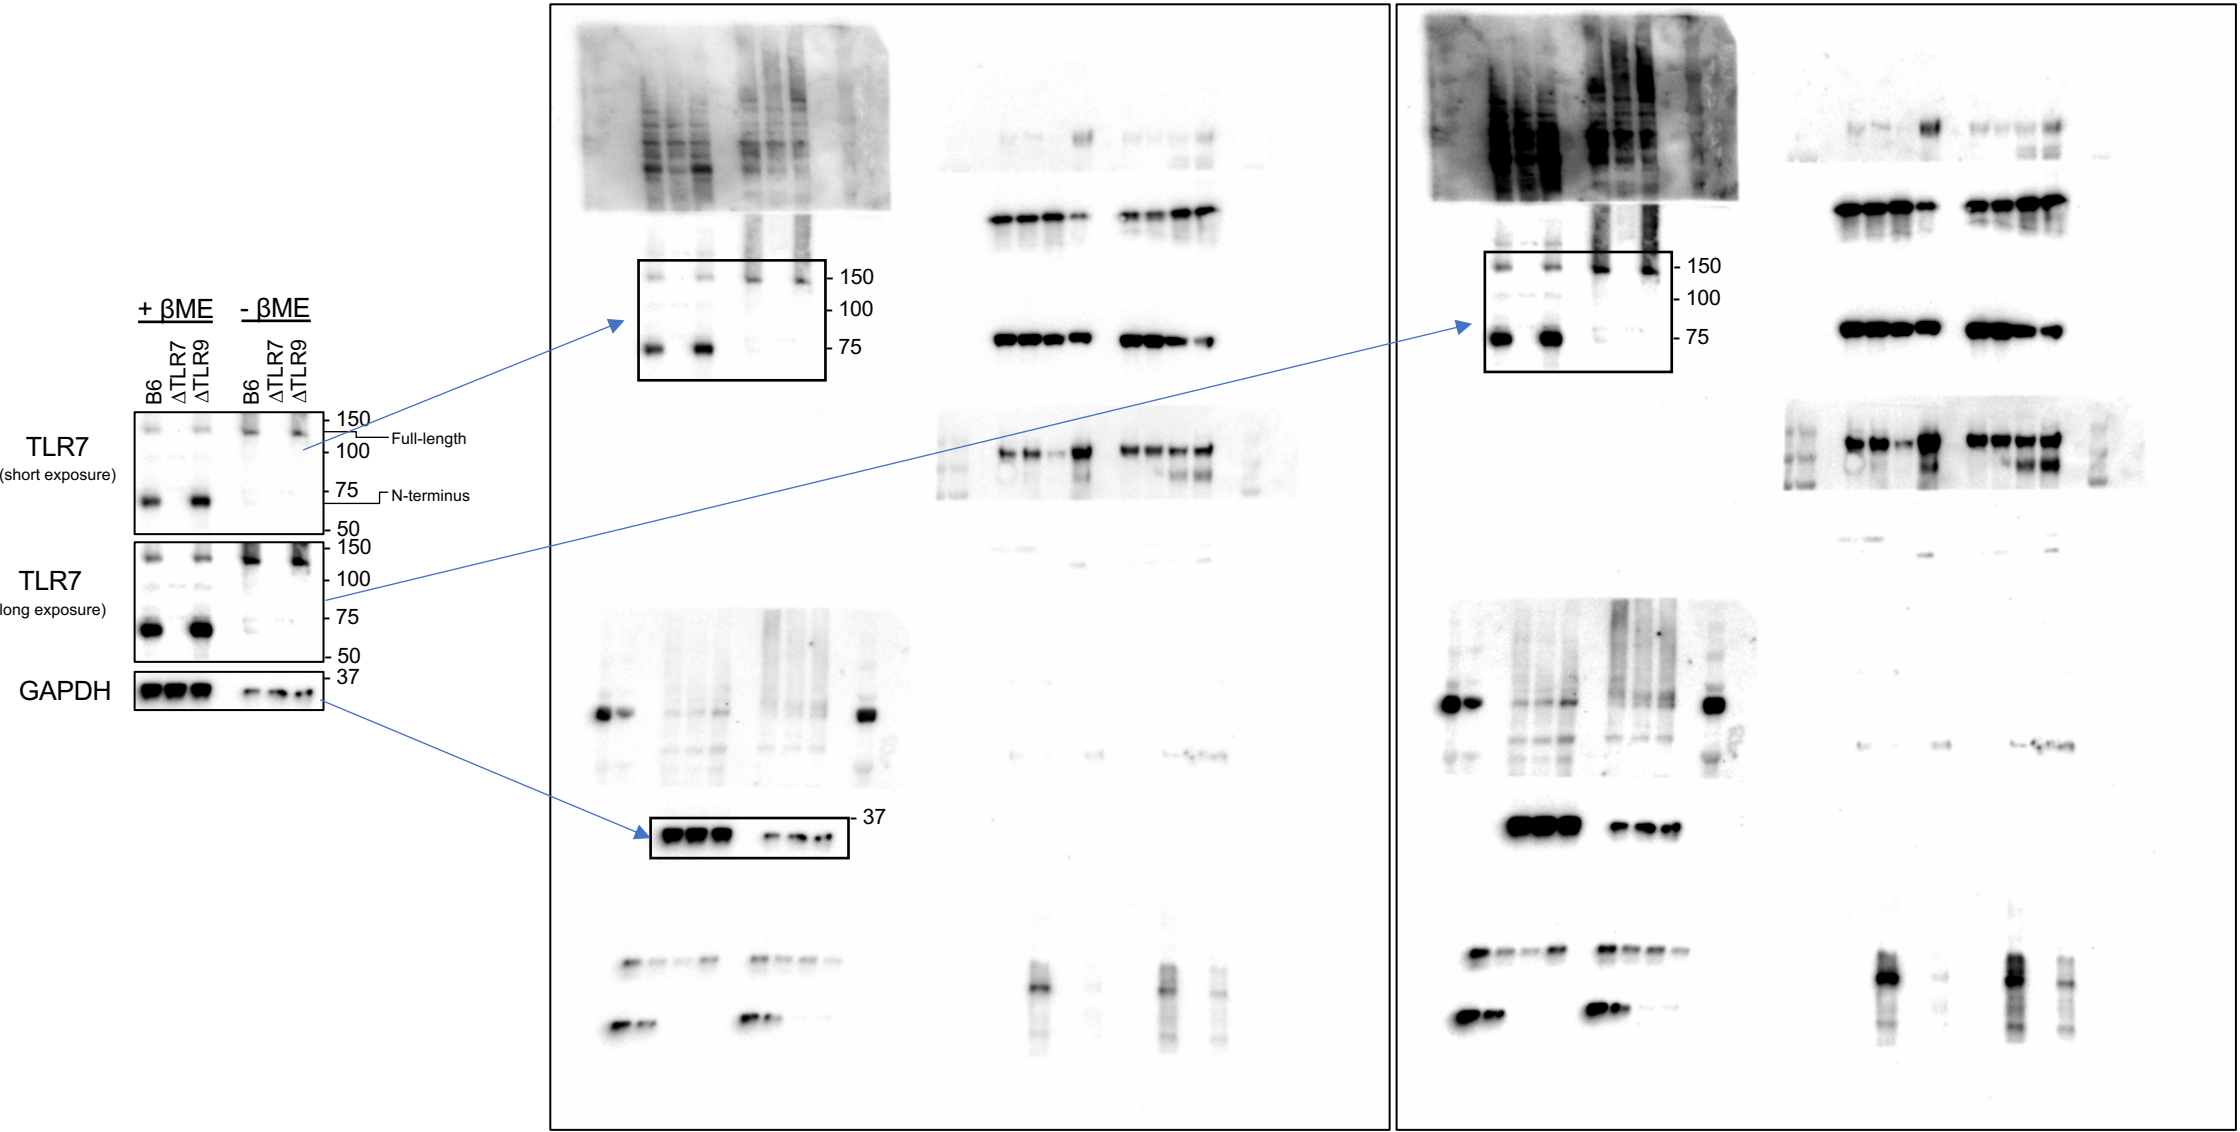 + βME - βME
B6
ΔTLR7
ΔTLR9
B6
ΔTLR7
ΔTLR9
TLR7
(short exposure)
- 150
Full-length
- 100
- 75
N-terminus
- 50
TLR7
long exposure)
- 150
- 100
- 75
- 50
GAPDH
- 37
- 150
- 100
- 75
- 37
- 150
- 100
- 75